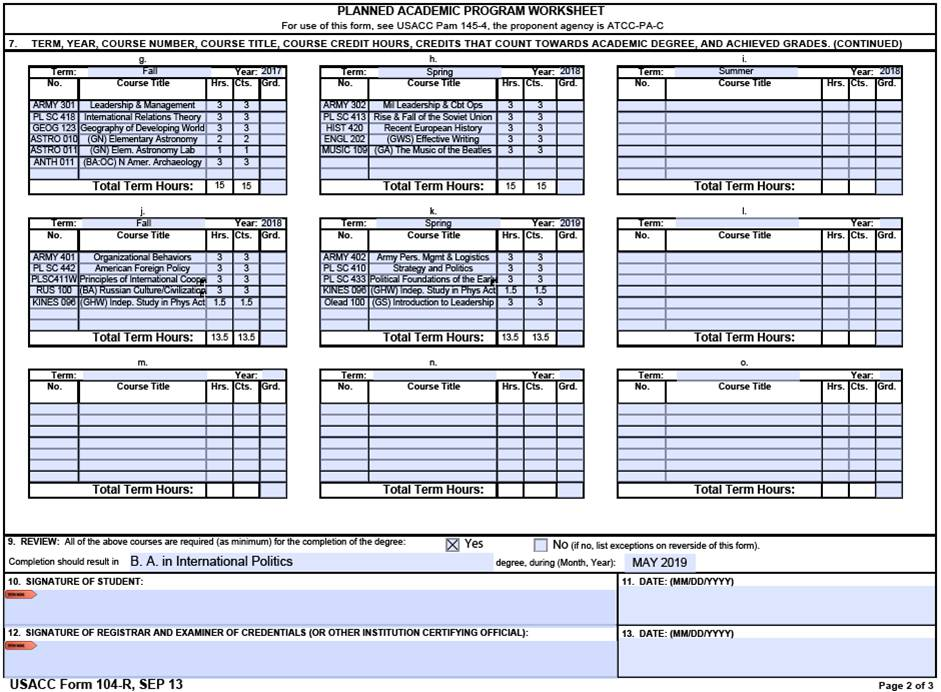 PLANNED ACADEMIC PROGRAM WORKSHEET
For use of this form, see USACC Pam 145-4, the proponent agency is ATCC-PA-C
7. TERM, YEAR, COURSE NUMBER, COURSE TITLE, COURSE CREDIT HOURS, CREDITS THAT COUNT TOWARDS ACADEMIC DEGREE, AND ACHIEVED GRADES. (CONTINUED)
g.
Term: Fall Year: 2017
No. Course Title Hrs. Cts. Grd.
ARMY 301 Leadership & Management 3 3
PL SC 418 International Relations Theory 3 3
GEOG 123 Geography of Developing World 3 3
ASTRO 010 (GN) Elementary Astronomy 2 2
ASTRO 011 (GN) Elem. Astronomy Lab 1 1
ANTH 011 (BA:OC) N Amer. Archaeology 3 3
Total Term Hours: 15 15
h.
Term: Spring Year: 2018
No. Course Title Hrs. Cts. Grd.
ARMY 302 Mil Leadership & Cbt Ops 3 3
PL SC 413 Rise & Fall of the Soviet Union 3 3
HIST 420 Recent European History 3 3
ENGL 202 (GWS) Effective Writing 3 3
MUSIC 109 (GA) The Music of the Beatles 3 3
Total Term Hours: 15 15
i.
Term: Summer Year: 2018
No. Course Title Hrs. Cts. Grd.
Total Term Hours:
j.
Term: Fall Year: 2018
No. Course Title Hrs. Cts. Grd.
ARMY 401 Organizational Behaviors 3 3
PL SC 442 American Foreign Policy 3 3
PLSC411W Principles of International Coop 3 3
RUS 100 (BA) Russian Culture/Civilization 3 3
KINES 096 (GHW) Indep. Study in Phys Act 1.5 1.5
Total Term Hours: 13.5 13.5
k.
Term: Spring Year: 2019
No. Course Title Hrs. Cts. Grd.
ARMY 402 Army Pers. Mgmt & Logistics 3 3
PL SC 410 Strategy and Politics 3 3
PL SC 433 Political Foundations of the 3 3
KINES 096 (GHW) Indep. Study in Phys Act 1.5 1.5
Olead 100 (GS) Introduction to Leadership 3 3
Total Term Hours: 13.5 13.5
l.
Term: Year:
No. Course Title Hrs. Cts. Grd.
Total Term Hours:
m.
Term: Year:
No. Course Title Hrs. Cts. Grd.
Total Term Hours:
n.
Term: Year:
No. Course Title Hrs. Cts. Grd.
Total Term Hours:
o.
Term: Year:
No. Course Title Hrs. Cts. Grd.
Total Term Hours:
9. REVIEW: All of the above courses are required (as minimum) for the completion of the degree: Yes No (if no, list exceptions on reverside of this form).
Completion should result in B. A. in International Politics degree, during (Month, Year): MAY 2019
10. SIGNATURE OF STUDENT: 11. DATE: (MM/DD/YYYY)
12. SIGNATURE OF REGISTRAR AND EXAMINER OF CREDENTIALS (OR OTHER INSTITUTION CERTIFYING OFFICIAL): 13. DATE: (MM/DD/YYYY)
USACC Form 104-R, SEP 13 Page 2 of 3